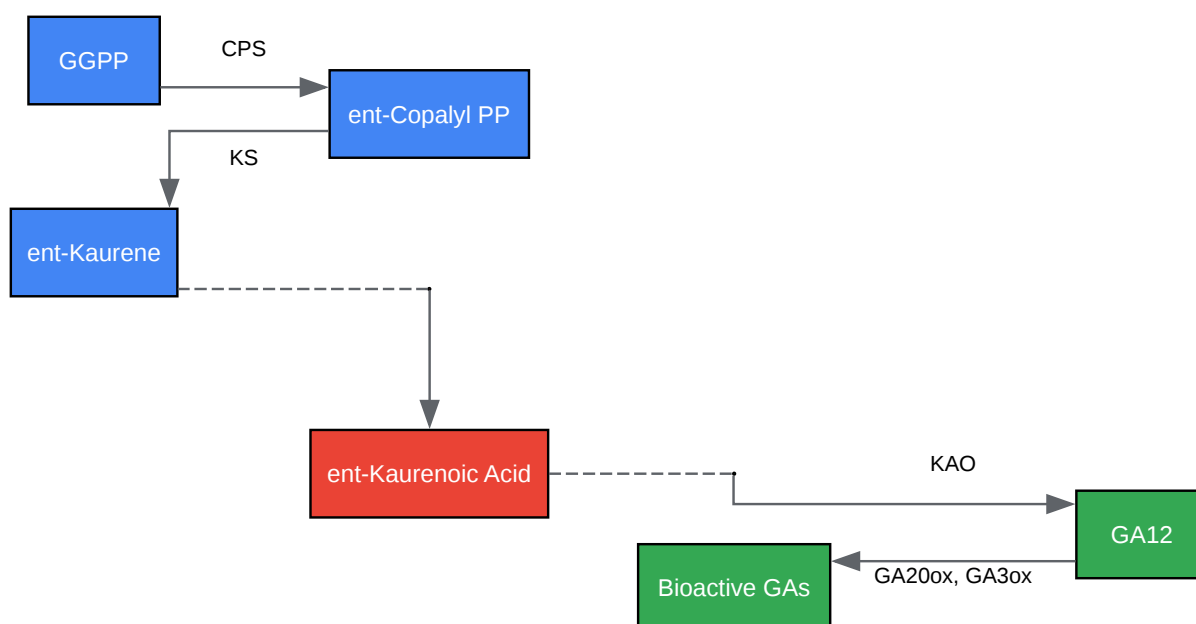 GGPP
CPS
ent-Copalyl PP
KS
ent-Kaurene
ent-Kaurenoic Acid
KAO
GA12
GA20ox, GA3ox
Bioactive GAs